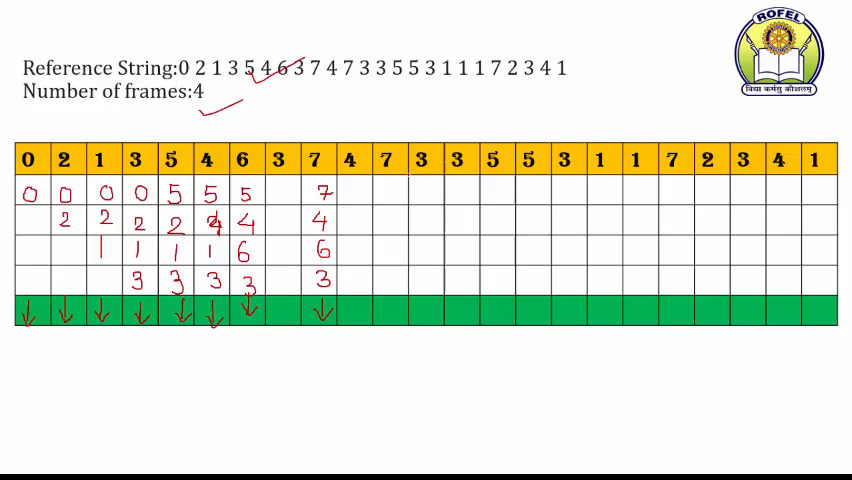 ROFEL
विद्या कर्मसु कौशलम्
Reference String:0 2 1 3 5 4 6 3 7 4 7 3 3 5 5 3 1 1 1 7 2 3 4 1
Number of frames:4
0 2 1 3 5 4 6 3 7 4 7 3 3 5 5 3 1 1 7 2 3 4 1
0 0 0 0 5 5 5 7
2 2 2 2 4 4 4
1 1 1 1 6 6
3 3 3 3 3